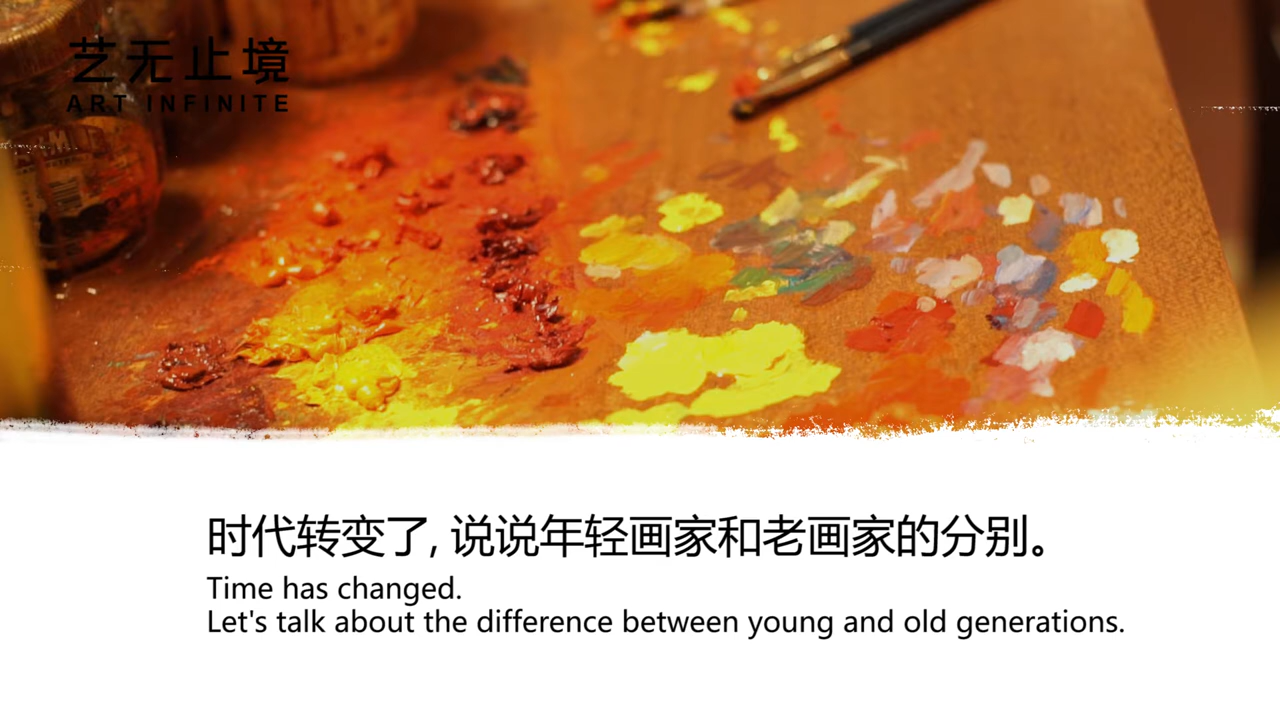 艺无止境
ART INFINITE
时代转变了, 说说年轻画家和老画家的分别。
Time has changed.
Let's talk about the difference between young and old generations.